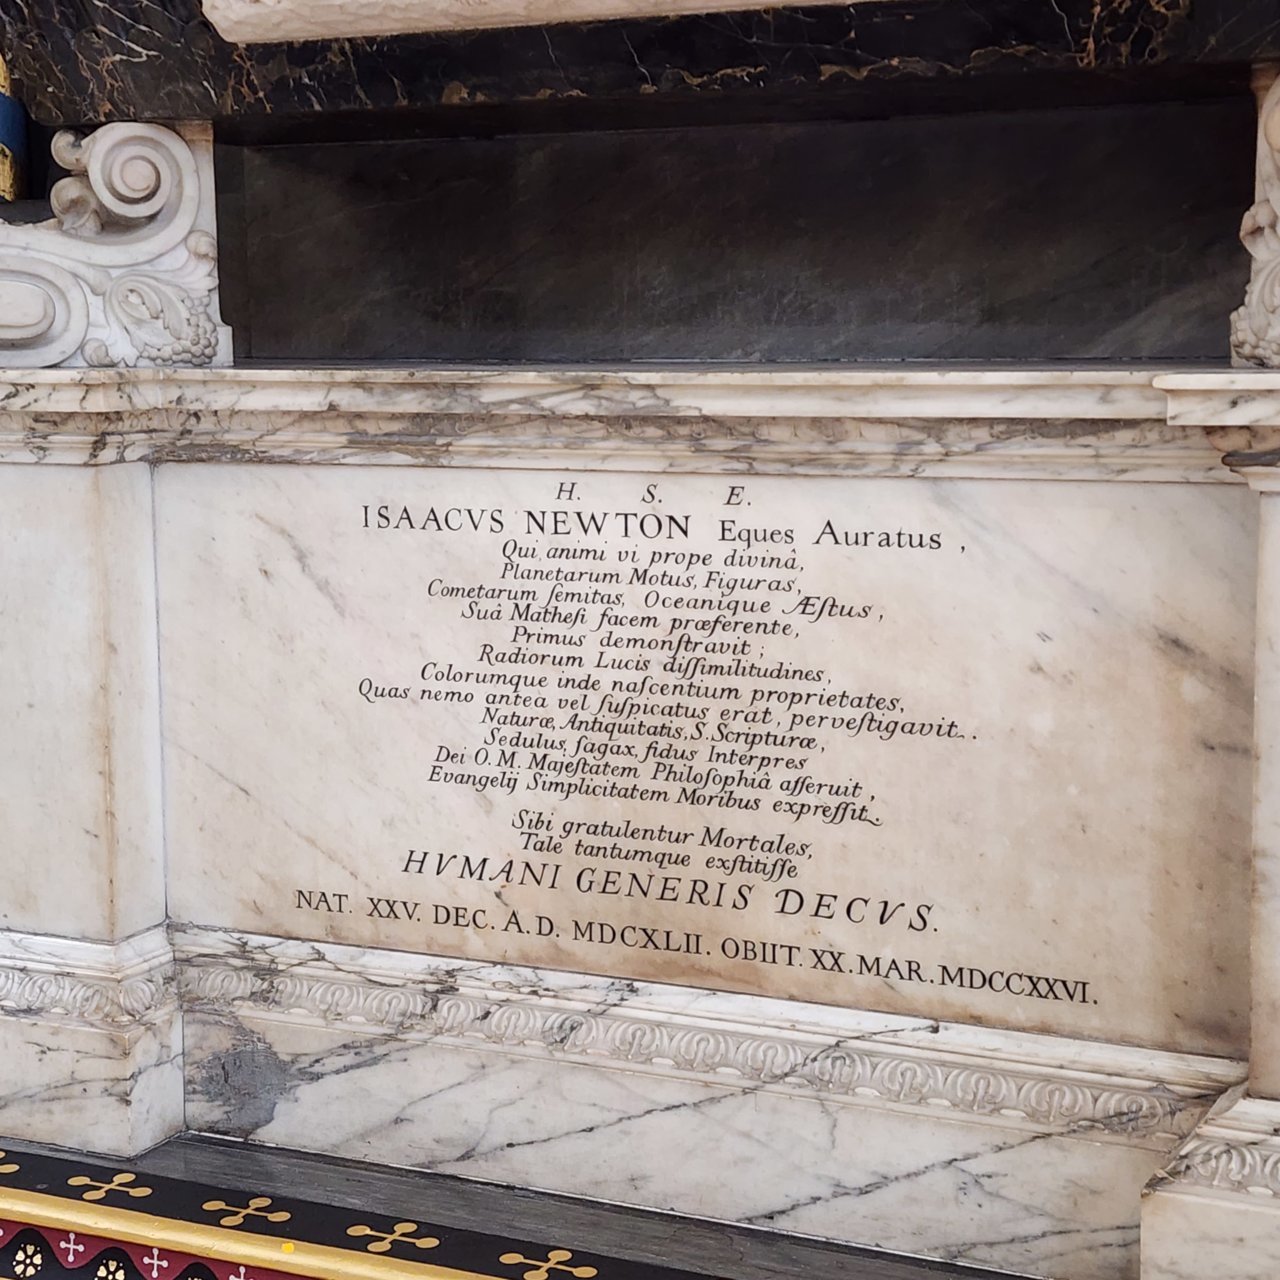 H. S. E.
ISAACVS NEWTON Eques Auratus,
Qui, animi vi prope divinâ,
Planetarum Motus, Figuras,
Cometarum ſemitas, Oceanique Æſtus,
Suâ Matheſi facem præferente,
Primus demonſtravit;
Radiorum Lucis diſſimilitudines,
Colorumque inde naſcentium proprietates,
Quas nemo antea vel ſuſpicatus erat, perveſtigavit.
Naturæ, Antiquitatis, S. Scripturæ,
Sedulus, ſagax, fidus Interpres
Dei O. M. Majeſtatem Philoſophiâ aſſeruit,
Evangelij Simplicitatem Moribus expreſſit.
Sibi gratulentur Mortales,
Tale tantumque exſtitiſſe
HVMANI GENERIS DECVS.
NAT. XXV. DEC. A.D. MDCXLII. OBIIT. XX. MAR. MDCCXXVI.